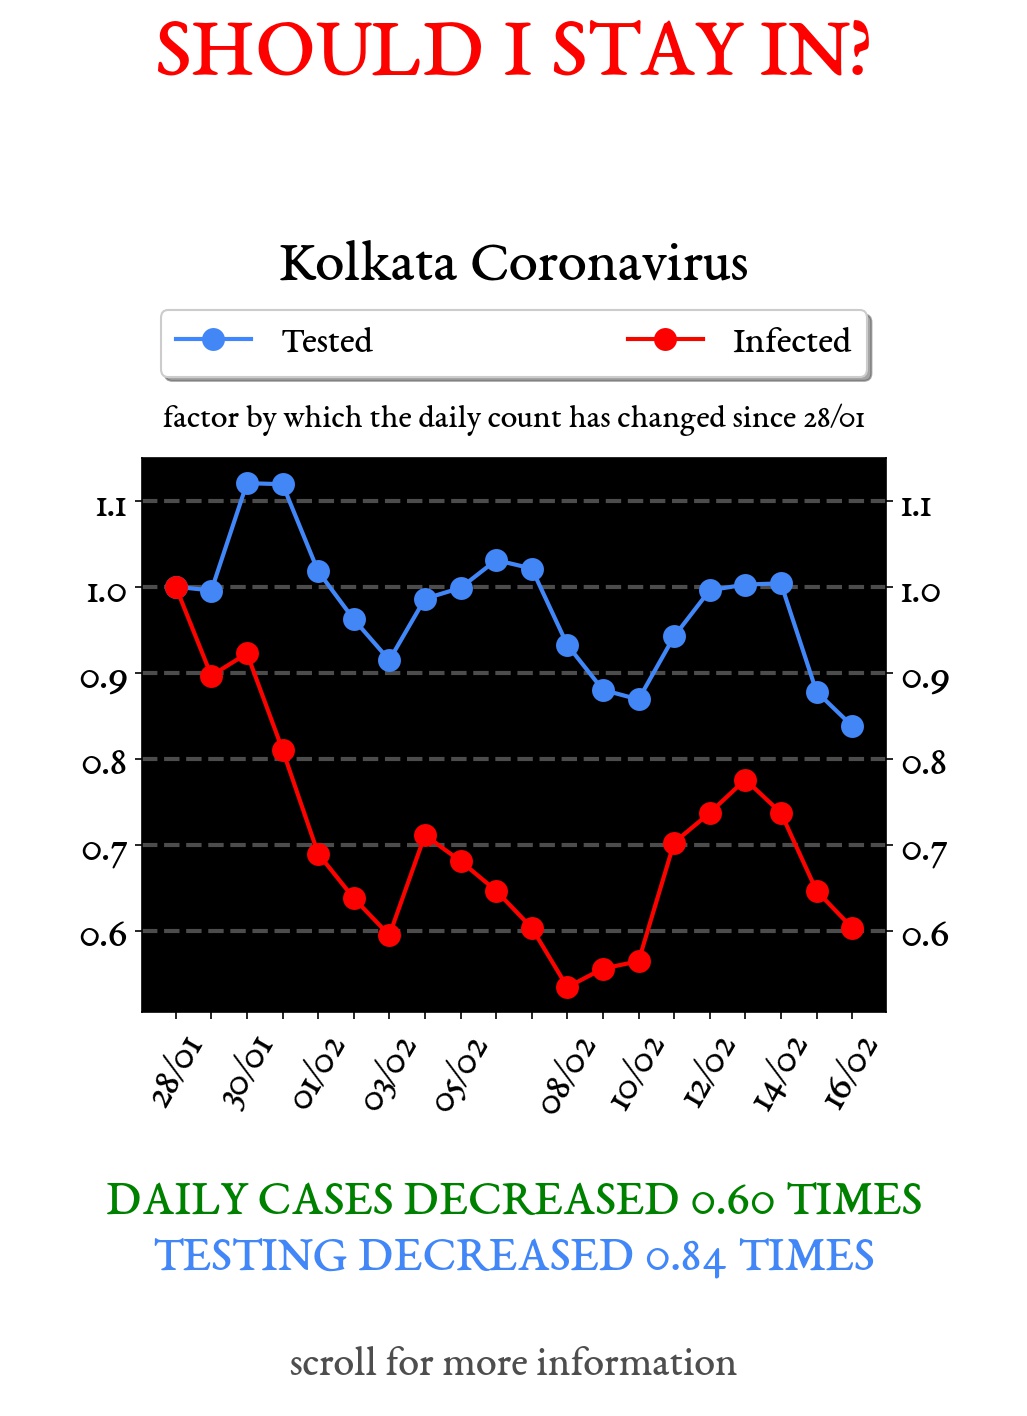 SHOULD I STAY IN?
Kolkata Coronavirus
Tested Infected
factor by which the daily count has changed since 28/01
1.1 1.1
1.0 1.0
0.9 0.9
0.8 0.8
0.7 0.7
0.6 0.6
28/01 30/01 01/02 03/02 05/02 08/02 10/02 12/02 14/02 16/02
DAILY CASES DECREASED 0.60 TIMES
TESTING DECREASED 0.84 TIMES
scroll for more information